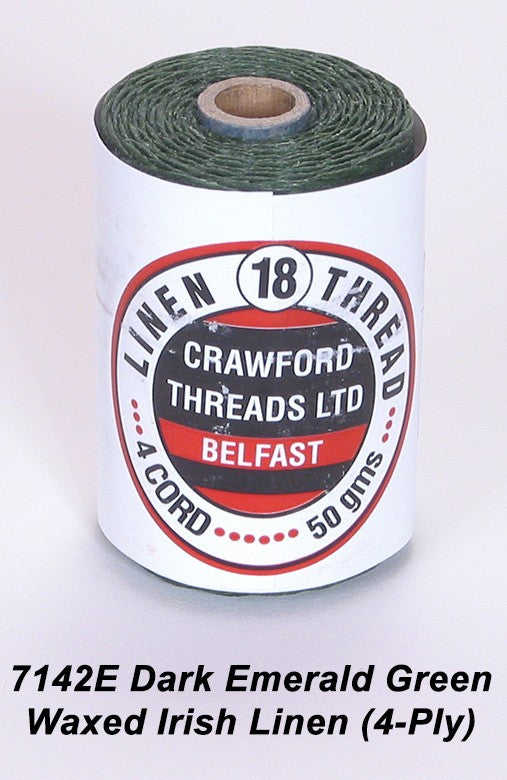 LINEN 18 THREAD
CRAWFORD
THREADS LTD
BELFAST
4 CORD ...... 50 gms
7142E Dark Emerald Green
Waxed Irish Linen (4-Ply)